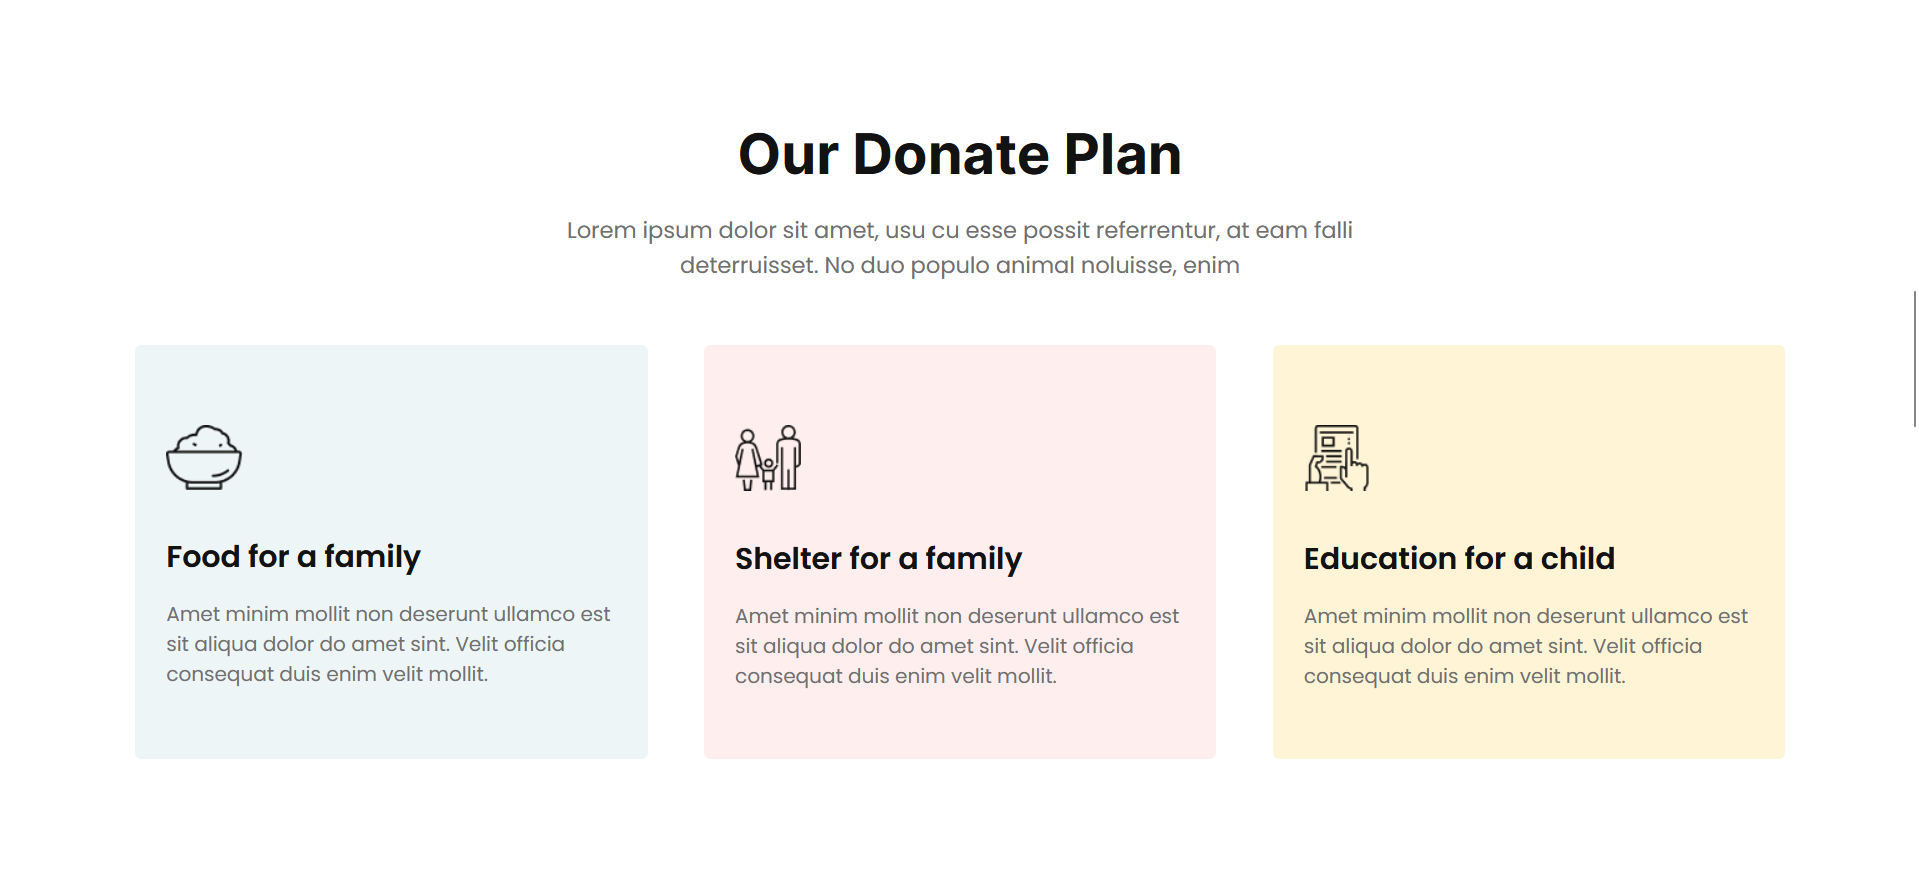 Our Donate Plan
Lorem ipsum dolor sit amet, usu cu esse possit referrentur, at eam falli
deterruisset. No duo populo animal noluisse, enim
Food for a family
Amet minim mollit non deserunt ullamco est
sit aliqua dolor do amet sint. Velit officia
consequat duis enim velit mollit.
Shelter for a family
Amet minim mollit non deserunt ullamco est
sit aliqua dolor do amet sint. Velit officia
consequat duis enim velit mollit.
Education for a child
Amet minim mollit non deserunt ullamco est
sit aliqua dolor do amet sint. Velit officia
consequat duis enim velit mollit.